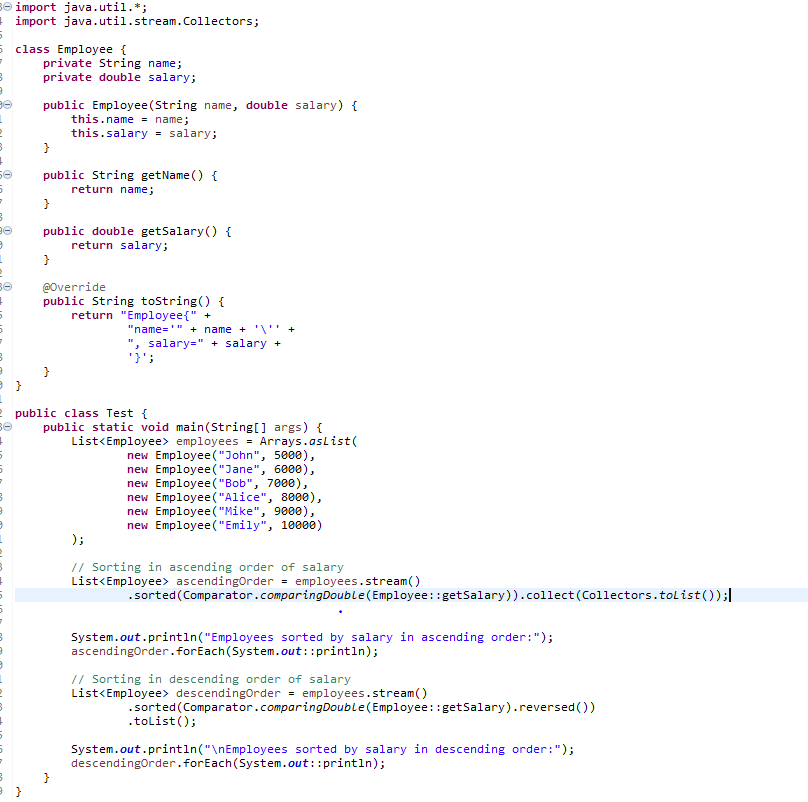 import java.util.*;
import java.util.stream.Collectors;

class Employee {
    private String name;
    private double salary;

    public Employee(String name, double salary) {
        this.name = name;
        this.salary = salary;
    }

    public String getName() {
        return name;
    }

    public double getSalary() {
        return salary;
    }

    @Override
    public String toString() {
        return "Employee{" +
                "name='" + name + '\'' +
                ", salary=" + salary +
                '}';
    }
}

public class Test {
    public static void main(String[] args) {
        List<Employee> employees = Arrays.asList(
                new Employee("John", 5000),
                new Employee("Jane", 6000),
                new Employee("Bob", 7000),
                new Employee("Alice", 8000),
                new Employee("Mike", 9000),
                new Employee("Emily", 10000)
        );

        // Sorting in ascending order of salary
        List<Employee> ascendingOrder = employees.stream()
                .sorted(Comparator.comparingDouble(Employee::getSalary)).collect(Collectors.toList());

        System.out.println("Employees sorted by salary in ascending order:");
        ascendingOrder.forEach(System.out::println);

        // Sorting in descending order of salary
        List<Employee> descendingOrder = employees.stream()
                .sorted(Comparator.comparingDouble(Employee::getSalary).reversed())
                .toList();

        System.out.println("\nEmployees sorted by salary in descending order:");
        descendingOrder.forEach(System.out::println);
    }
}